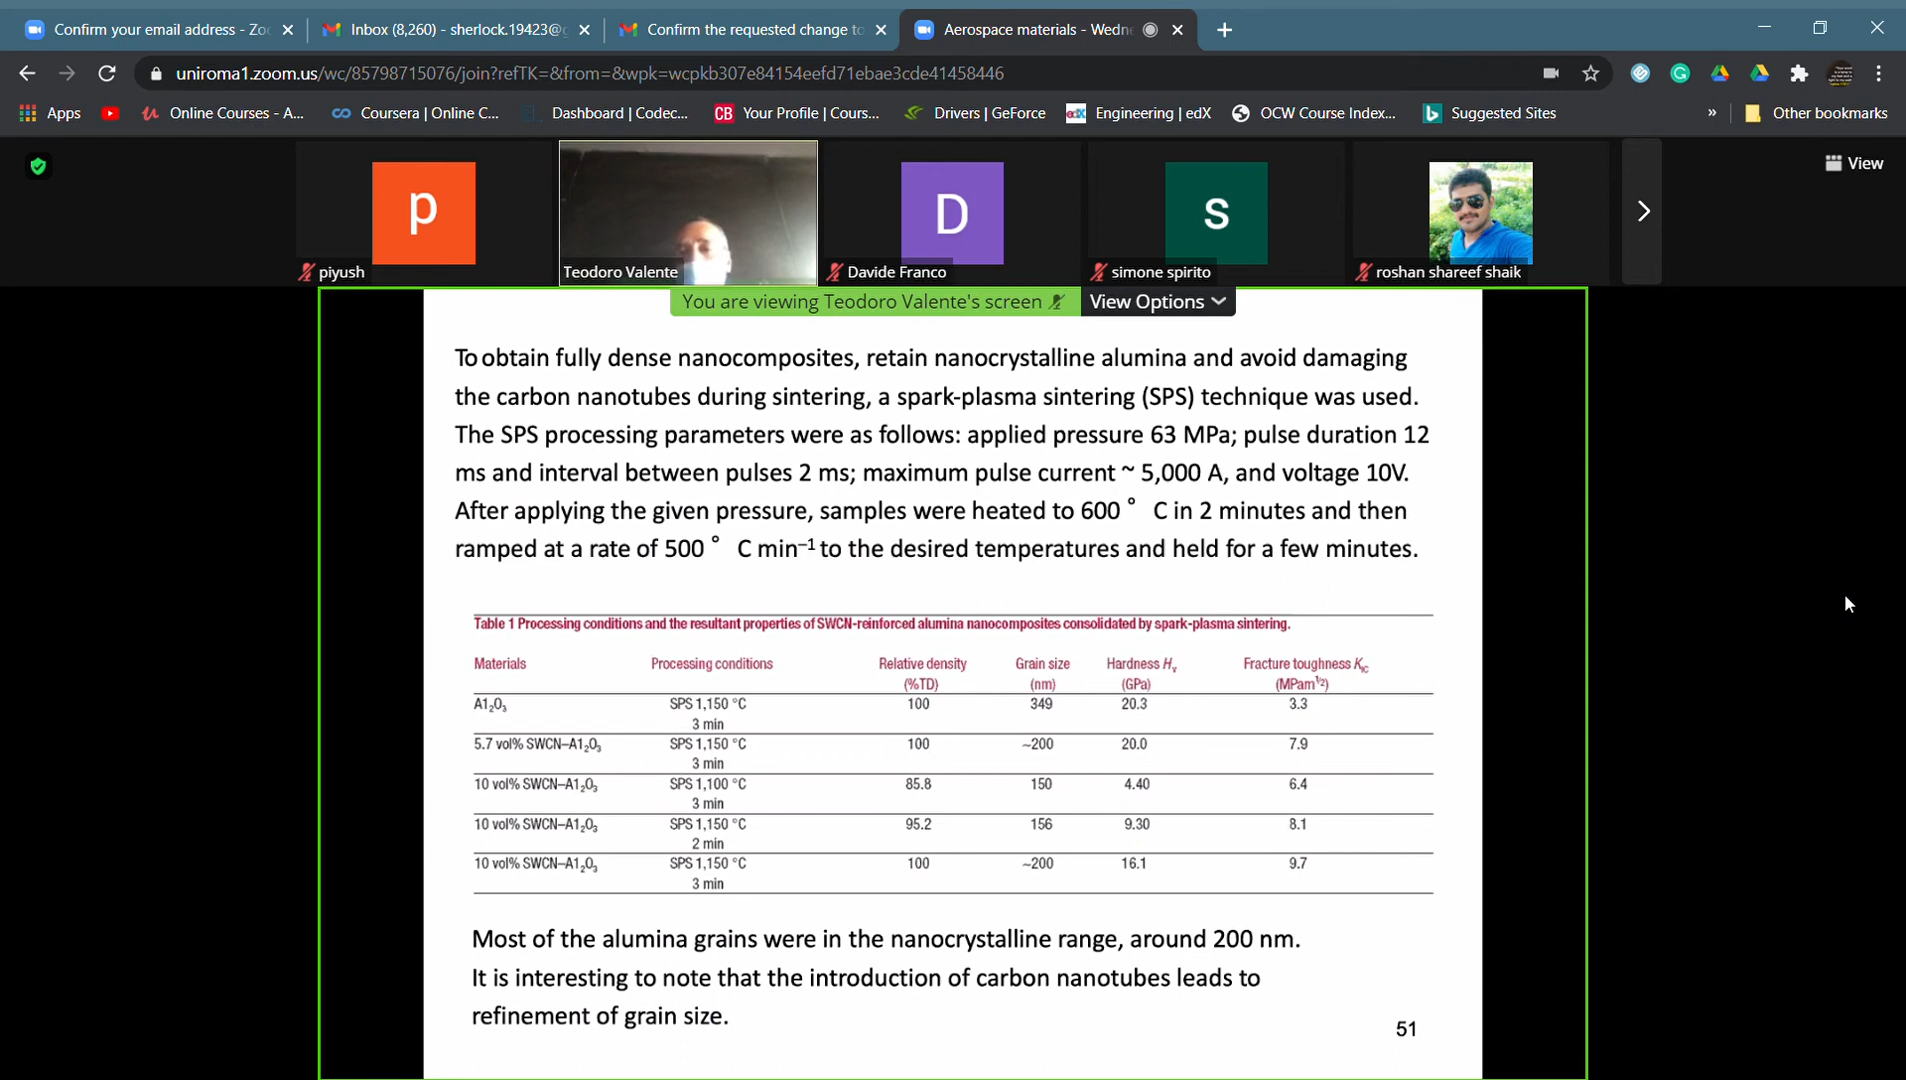 Confirm your email address - Zo
Inbox (8,260) - sherlock.19423@g
Confirm the requested change to
Aerospace materials - Wedne
uniroma1.zoom.us/wc/85798715076/join?refTK=&from=&wpk=wcpkb307e84154eefd71ebae3cde41458446
Apps
Online Courses - A...
Coursera | Online C...
Dashboard | Codec...
CB Your Profile | Cours...
Drivers | GeForce
edX Engineering | edX
OCW Course Index...
Suggested Sites
»
Other bookmarks
View
p
D
s
piyush
Teodoro Valente
Davide Franco
simone spirito
roshan shareef shaik
You are viewing Teodoro Valente's screen
View Options
To obtain fully dense nanocomposites, retain nanocrystalline alumina and avoid damaging
the carbon nanotubes during sintering, a spark-plasma sintering (SPS) technique was used.
The SPS processing parameters were as follows: applied pressure 63 MPa; pulse duration 12
ms and interval between pulses 2 ms; maximum pulse current ~ 5,000 A, and voltage 10V.
After applying the given pressure, samples were heated to 600 ° C in 2 minutes and then
ramped at a rate of 500 ° C min⁻¹ to the desired temperatures and held for a few minutes.
Table 1 Processing conditions and the resultant properties of SWCN-reinforced alumina nanocomposites consolidated by spark-plasma sintering.
Materials Processing conditions Relative density Grain size Hardness Hᵥ Fracture toughness K_IC
(%TD) (nm) (GPa) (MPam¹ᐟ²)
A1₂O₃ SPS 1,150 °C 100 349 20.3 3.3
3 min
5.7 vol% SWCN–A1₂O₃ SPS 1,150 °C 100 ~200 20.0 7.9
3 min
10 vol% SWCN–A1₂O₃ SPS 1,100 °C 85.8 150 4.40 6.4
3 min
10 vol% SWCN–A1₂O₃ SPS 1,150 °C 95.2 156 9.30 8.1
2 min
10 vol% SWCN–A1₂O₃ SPS 1,150 °C 100 ~200 16.1 9.7
3 min
Most of the alumina grains were in the nanocrystalline range, around 200 nm.
It is interesting to note that the introduction of carbon nanotubes leads to
refinement of grain size.
51